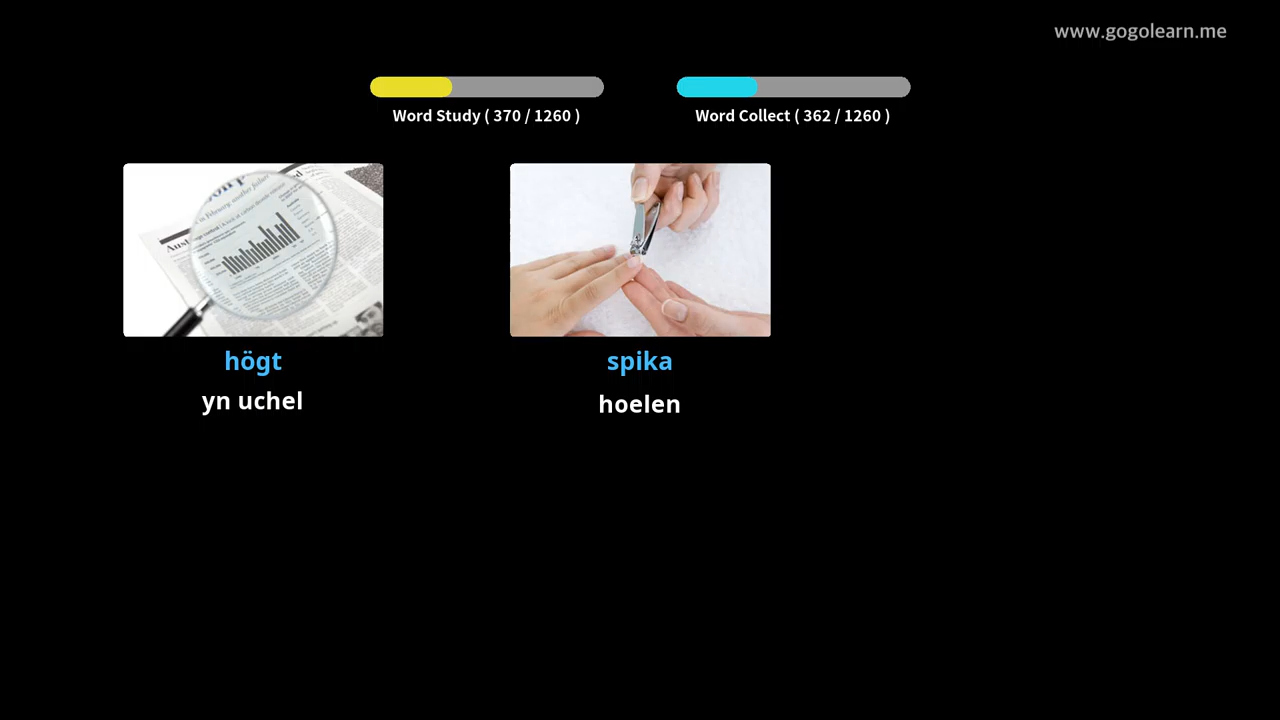 www.gogolearn.me
Word Study ( 370 / 1260 )
Word Collect ( 362 / 1260 )
högt
spika
yn uchel
hoelen